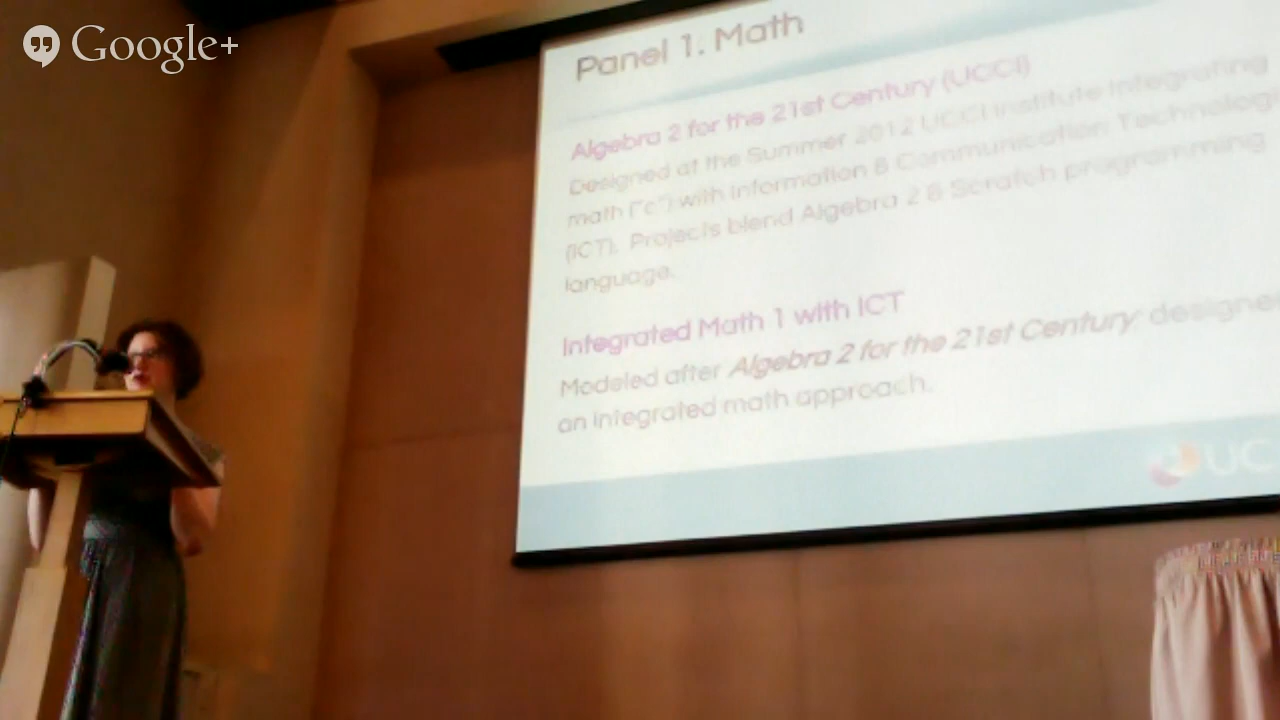 Google+
Panel 1. Math
Algebra 2 for the 21st Century (UCCI)
Designed at the Summer 2012 UCCI Institute Integrating
math ("c") with Information & Communication Technologi
(ICT). Projects blend Algebra 2 & Scratch programming
language.
Integrated Math 1 with ICT
Modeled after Algebra 2 for the 21st Century; designe
an integrated math approach.
UC